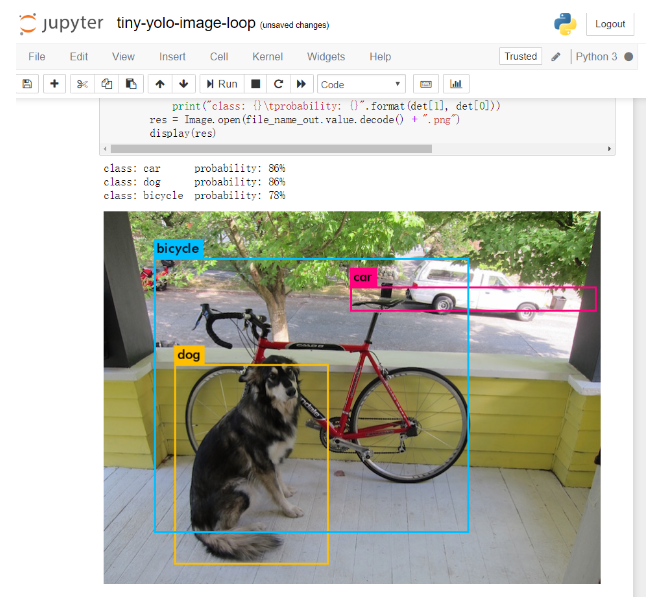 jupyter tiny-yolo-image-loop (unsaved changes) Logout
File Edit View Insert Cell Kernel Widgets Help Trusted Python 3
Run Code
print("class: {}\tprobability: {}".format(det[1], det[0]))
res = Image.open(file_name_out.value.decode() + ".png")
display(res)
class: car probability: 86%
class: dog probability: 86%
class: bicycle probability: 78%
bicycle
car
dog